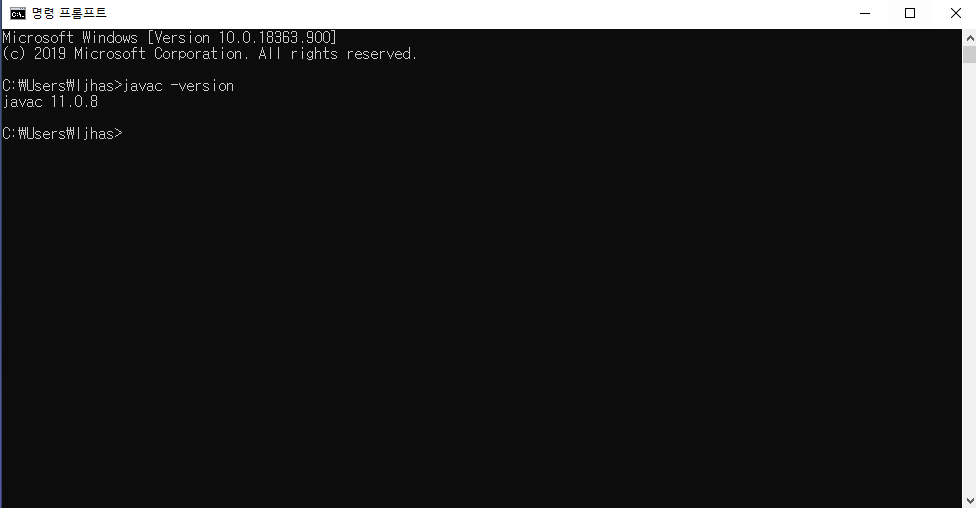 명령 프롬프트
Microsoft Windows [Version 10.0.18363.900]
(c) 2019 Microsoft Corporation. All rights reserved.
C:₩Users₩ljhas>javac -version
javac 11.0.8
C:₩Users₩ljhas>